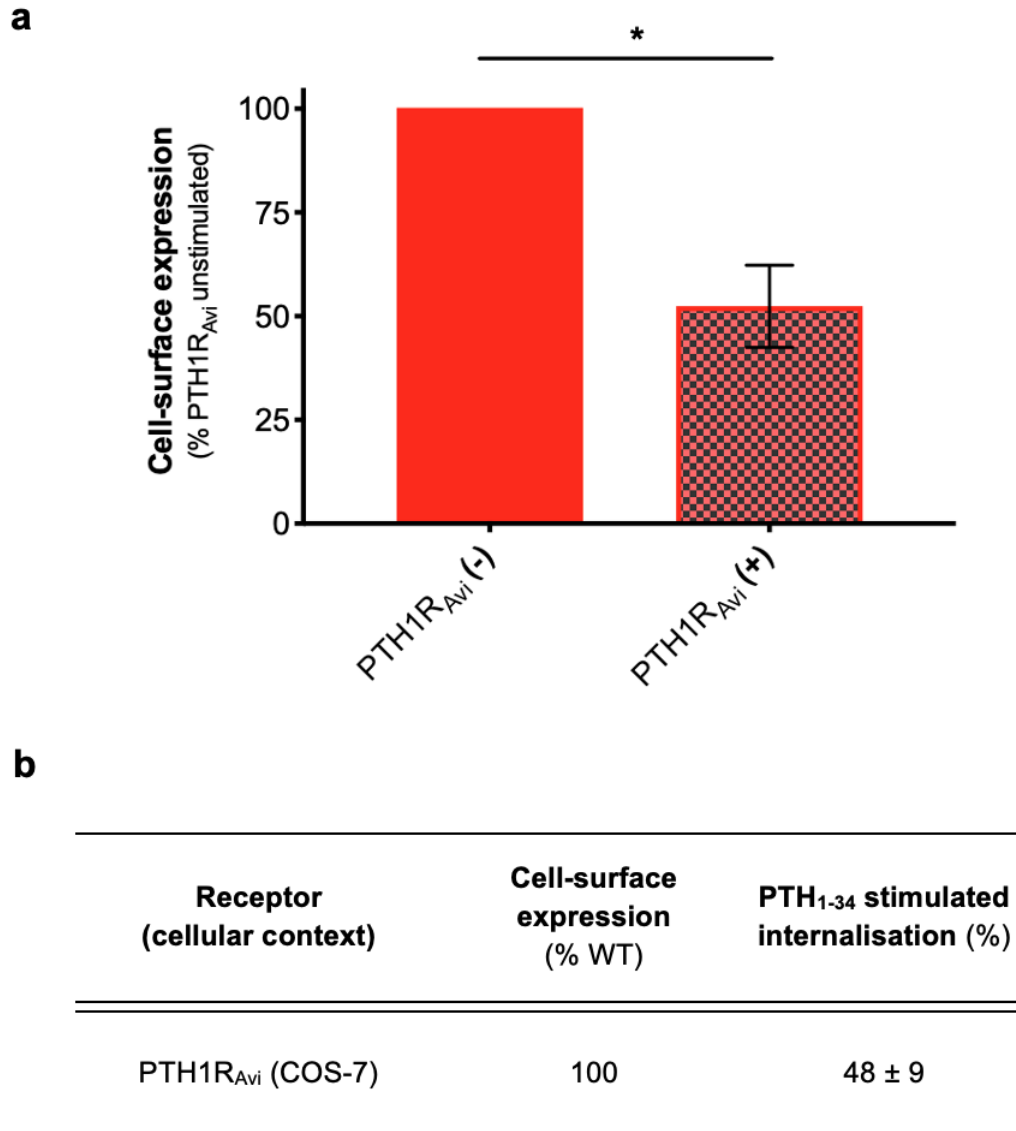 a
*
Cell-surface expression
(% PTH1RAvi unstimulated)
100
75
50
25
0
PTH1RAvi (-)
PTH1RAvi (+)
b
Receptor
(cellular context)
Cell-surface
expression
(% WT)
PTH1-34 stimulated
internalisation (%)
PTH1RAvi (COS-7)
100
48 ± 9